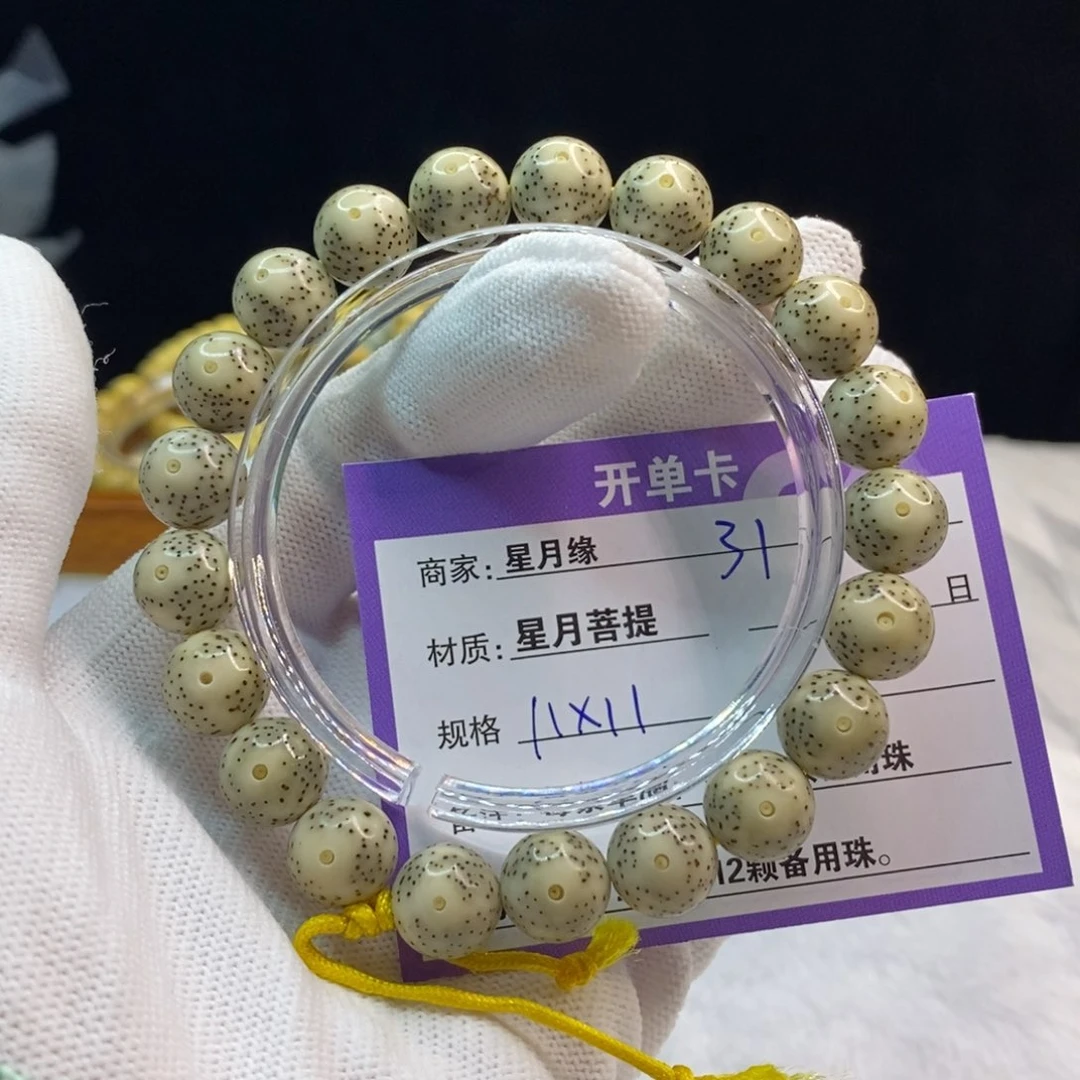 开单卡
商家：星月缘 31
日
材质：星月菩提
规格 11X11
用珠
12颗备用珠。